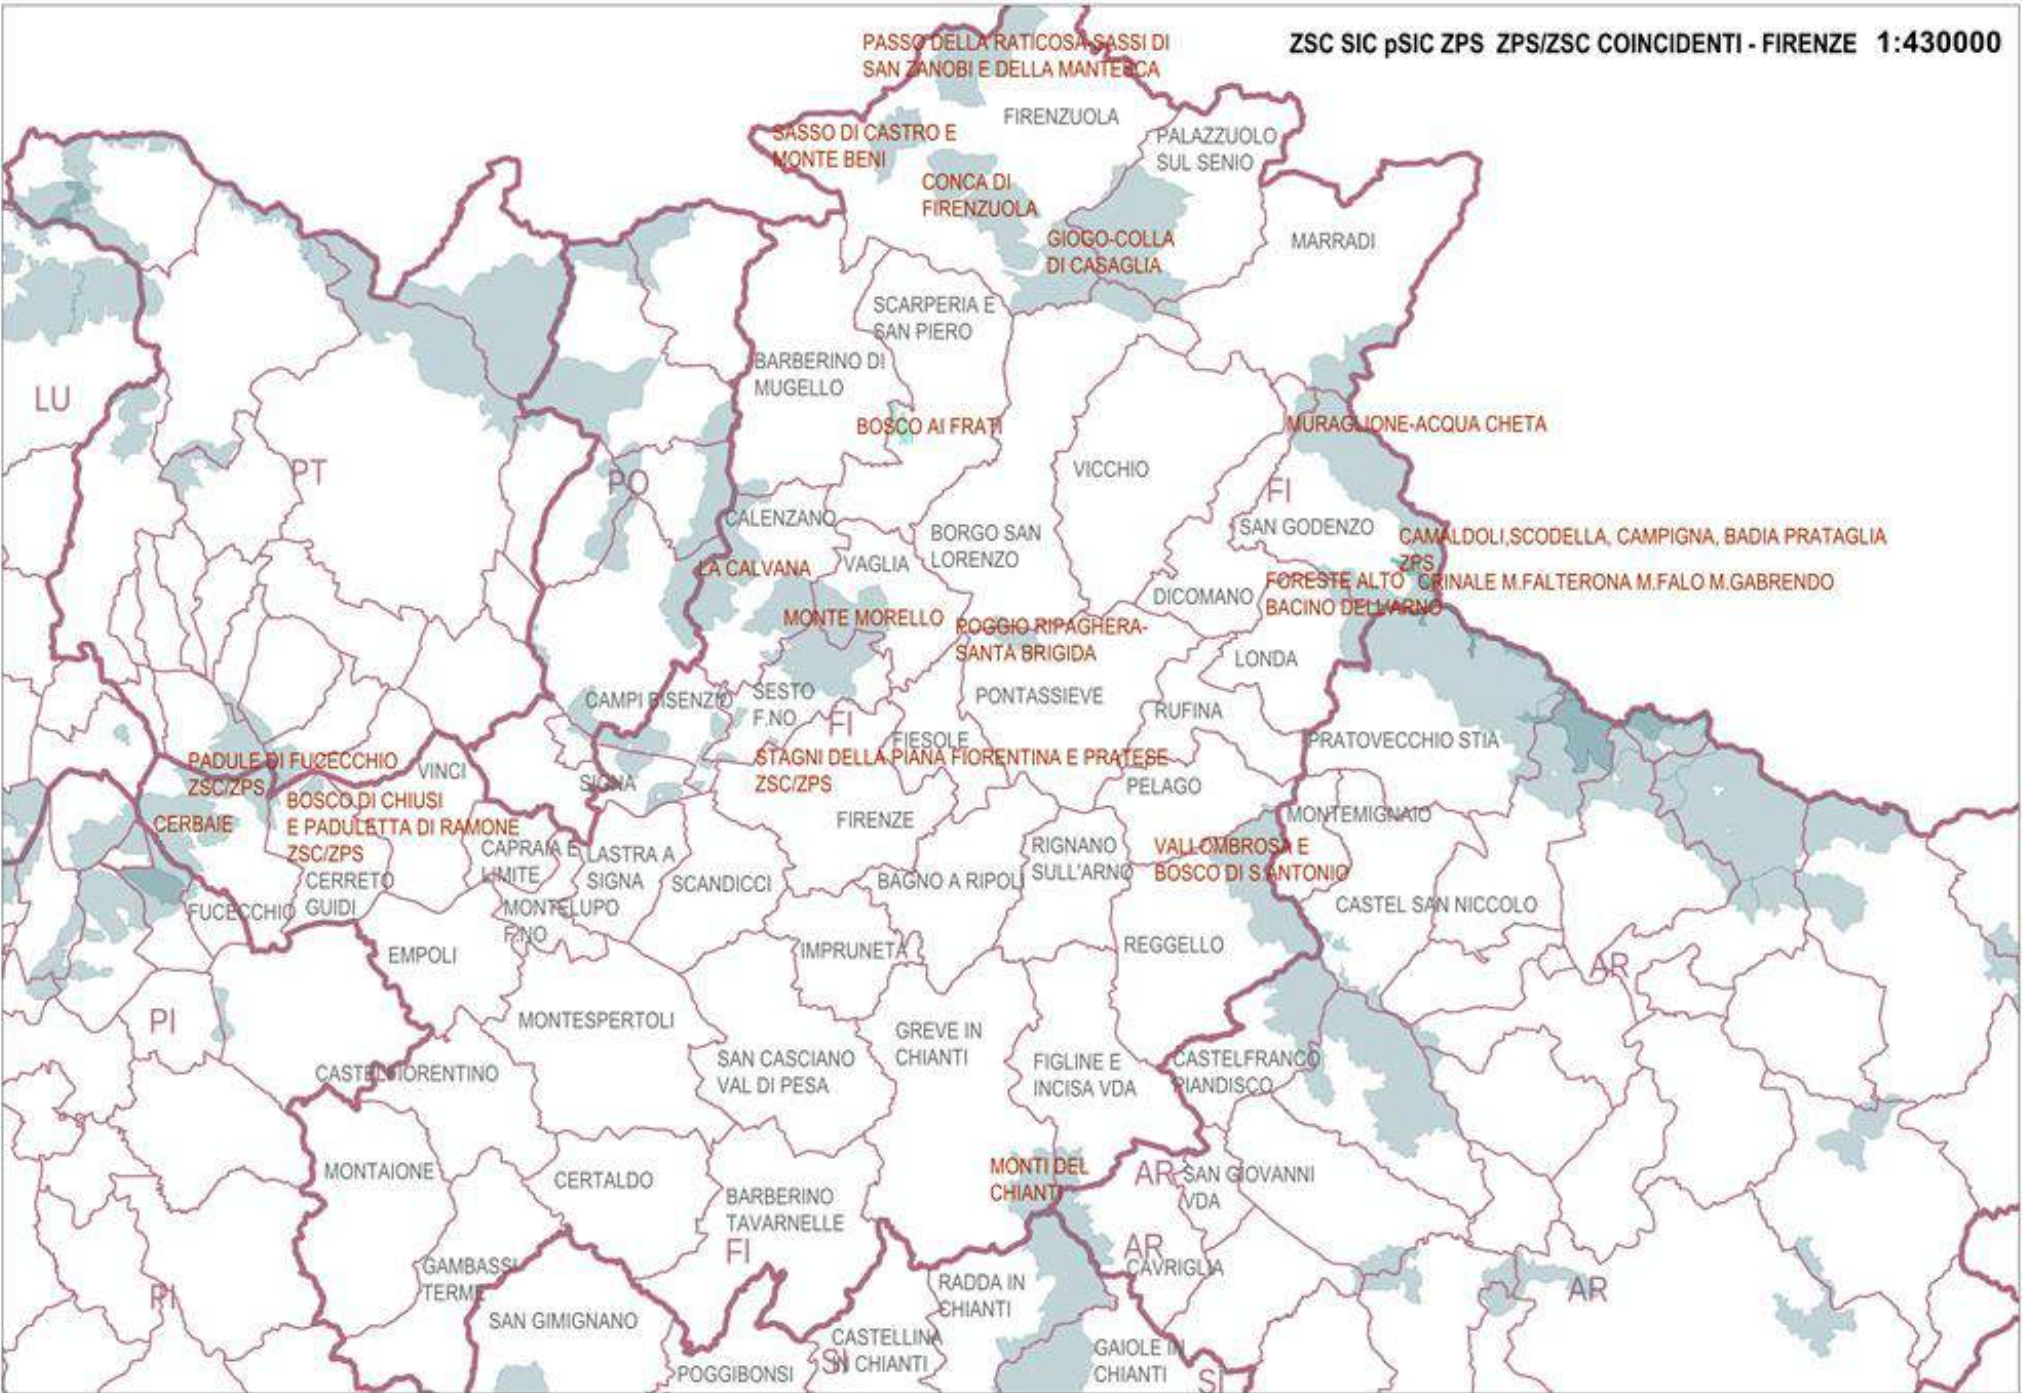 PASSO DELLA RATICOSA-SASSI DI
SAN ZANOBI E DELLA MANTESCA
ZSC SIC pSIC ZPS ZPS/ZSC COINCIDENTI - FIRENZE 1:430000
FIRENZUOLA
SASSO DI CASTRO E
MONTE BENI
PALAZZUOLO
SUL SENIO
CONCA DI
FIRENZUOLA
GIOGO-COLLA
DI CASAGLIA
MARRADI
SCARPERIA E
SAN PIERO
BARBERINO DI
MUGELLO
LU
BOSCO AI FRATI
MURAGLIONE-ACQUA CHETA
PT
PO
VICCHIO
FI
CALENZANO
BORGO SAN
LORENZO
SAN GODENZO
CAMALDOLI,SCODELLA, CAMPIGNA, BADIA PRATAGLIA
ZPS
LA CALVANA
VAGLIA
FORESTE ALTO
BACINO DELL'ARNO
CRINALE M.FALTERONA M.FALO M.GABRENDO
DICOMANO
MONTE MORELLO
POGGIO RIPAGHERA-
SANTA BRIGIDA
LONDA
CAMPI BISENZIO
SESTO
F.NO
PONTASSIEVE
RUFINA
FI
FIESOLE
PRATOVECCHIO STIA
PADULE DI FUCECCHIO
ZSC/ZPS
VINCI
SIGNA
STAGNI DELLA PIANA FIORENTINA E PRATESE
ZSC/ZPS
PELAGO
BOSCO DI CHIUSI
E PADULETTA DI RAMONE
ZSC/ZPS
CERBAIE
FIRENZE
MONTEMIGNAIO
CAPRAIA E
LIMITE
LASTRA A
SIGNA
SCANDICCI
BAGNO A RIPOLI
RIGNANO
SULL'ARNO
VALLOMBROSA E
BOSCO DI S.ANTONIO
CERRETO
GUIDI
FUCECCHIO
MONTELUPO
F.NO
CASTEL SAN NICCOLO
EMPOLI
IMPRUNETA
REGGELLO
AR
PI
MONTESPERTOLI
GREVE IN
CHIANTI
CASTELFIORENTINO
SAN CASCIANO
VAL DI PESA
FIGLINE E
INCISA VDA
CASTELFRANCO
PIANDISCO
MONTAIONE
CERTALDO
BARBERINO
TAVARNELLE
FI
MONTI DEL
CHIANTI
AR
SAN GIOVANNI
VDA
AR
CAVRIGLIA
GAMBASSI
TERME
PI
SAN GIMIGNANO
RADDA IN
CHIANTI
AR
POGGIBONSI
CASTELLINA
IN CHIANTI
SI
GAIOLE IN
CHIANTI
SI